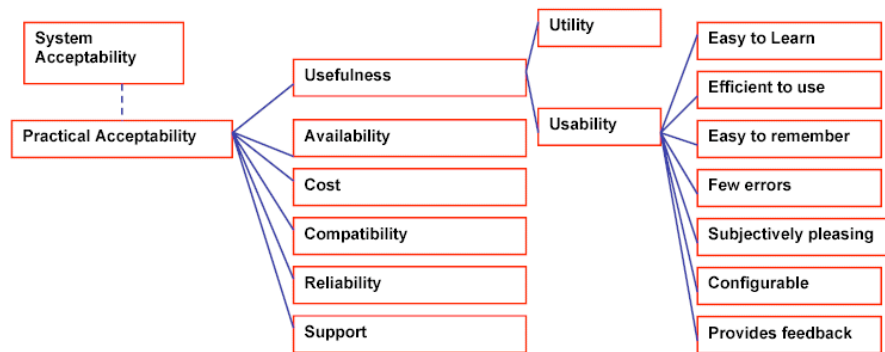 System
Acceptability
Practical Acceptability
Usefulness
Availability
Cost
Compatibility
Reliability
Support
Utility
Usability
Easy to Learn
Efficient to use
Easy to remember
Few errors
Subjectively pleasing
Configurable
Provides feedback